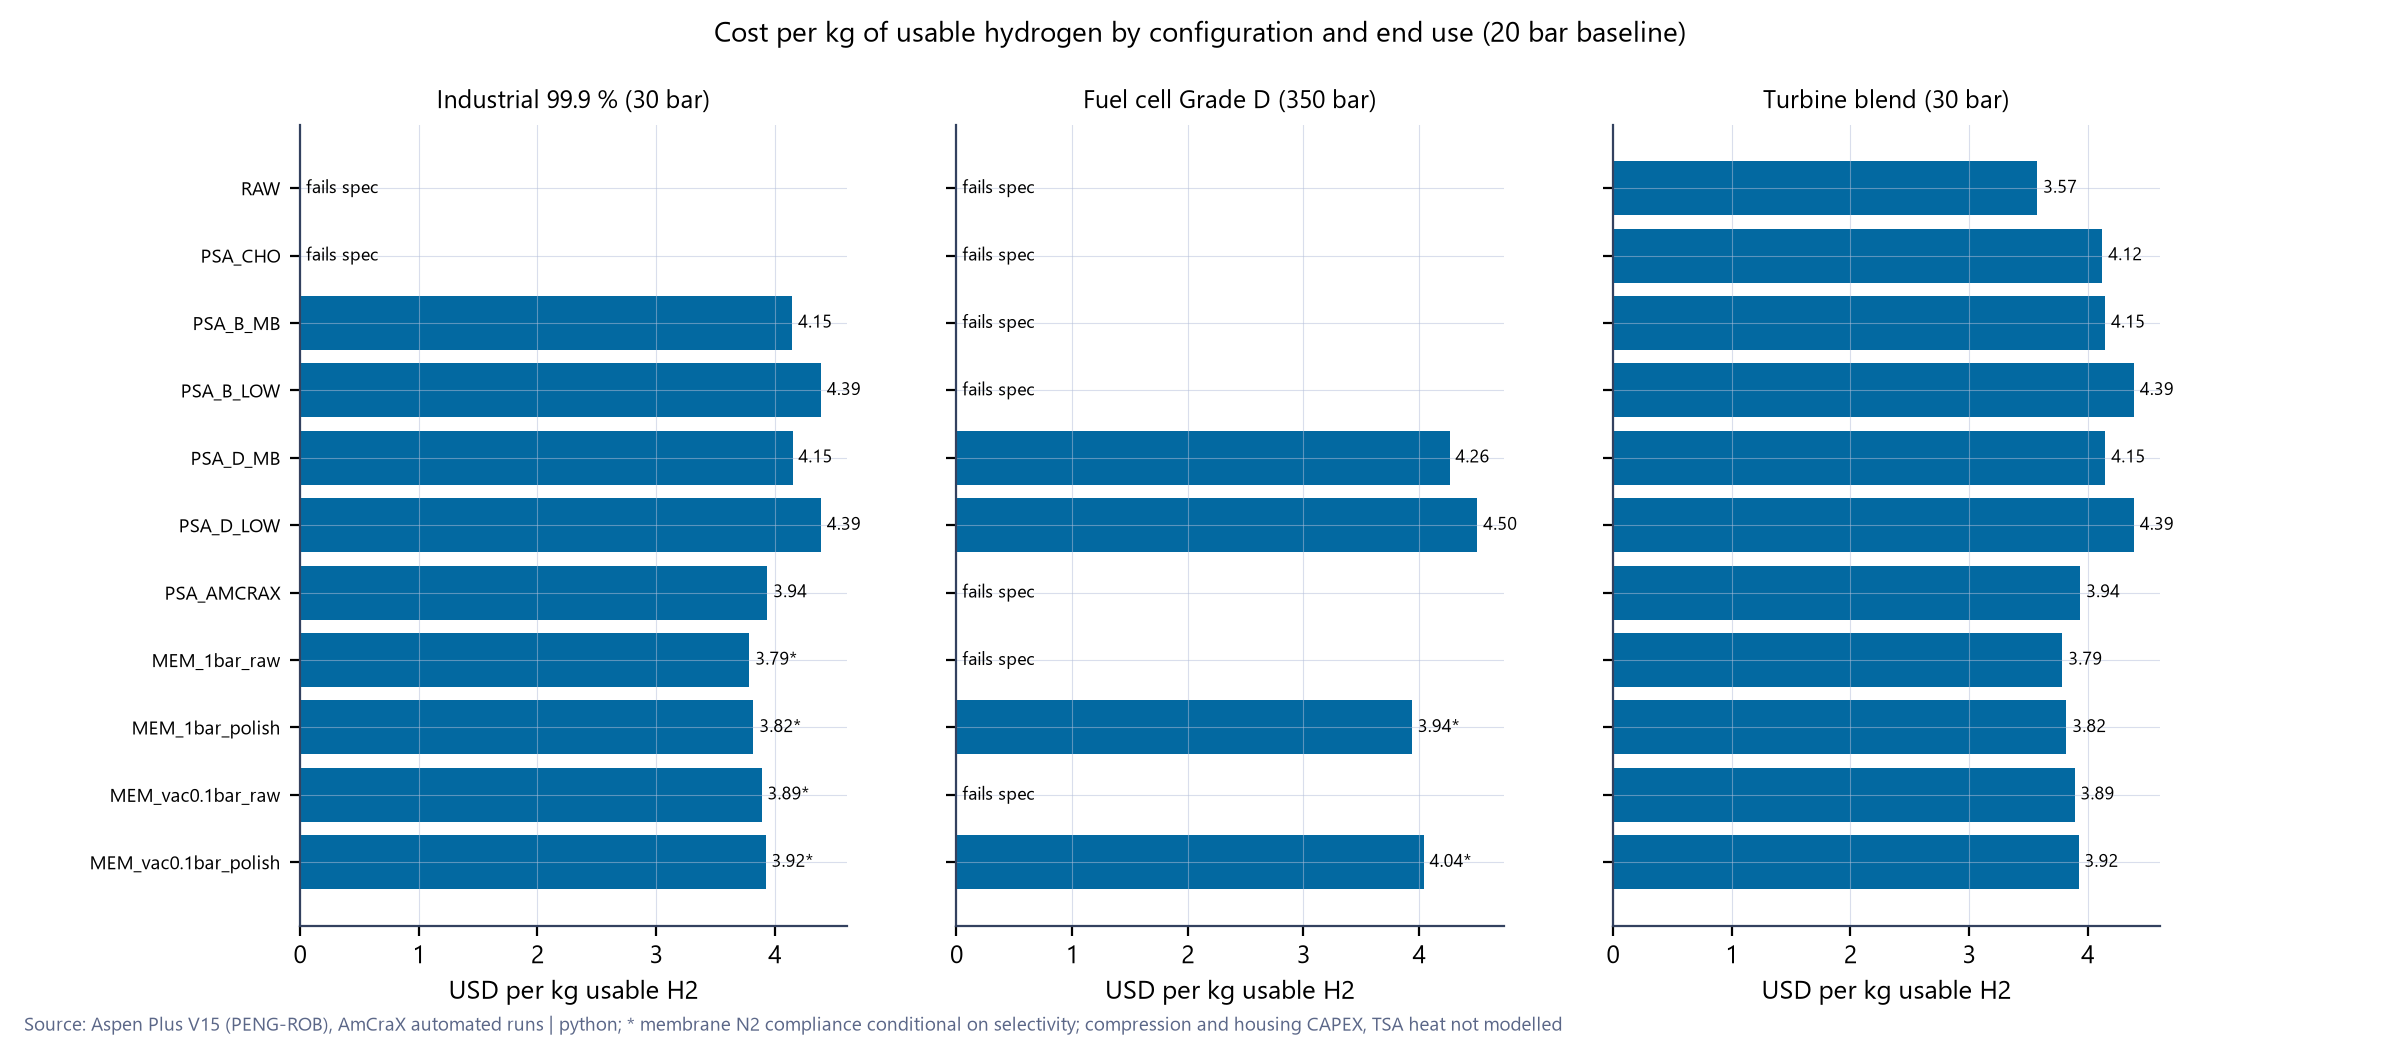 Cost per kg of usable hydrogen by configuration and end use (20 bar baseline)
Industrial 99.9 % (30 bar)
RAW
PSA_CHO
PSA_B_MB
PSA_B_LOW
PSA_D_MB
PSA_D_LOW
PSA_AMCRAX
MEM_1bar_raw
MEM_1bar_polish
MEM_vac0.1bar_raw
MEM_vac0.1bar_polish
fails spec
fails spec
4.15
4.39
4.15
4.39
3.94
3.79*
3.82*
3.89*
3.92*
0 1 2 3 4
USD per kg usable H2
Fuel cell Grade D (350 bar)
fails spec
fails spec
fails spec
fails spec
4.26
4.50
fails spec
fails spec
3.94*
fails spec
4.04*
0 1 2 3 4
USD per kg usable H2
Turbine blend (30 bar)
3.57
4.12
4.15
4.39
4.15
4.39
3.94
3.79
3.82
3.89
3.92
0 1 2 3 4
USD per kg usable H2
Source: Aspen Plus V15 (PENG-ROB), AmCraX automated runs | python; * membrane N2 compliance conditional on selectivity; compression and housing CAPEX, TSA heat not modelled